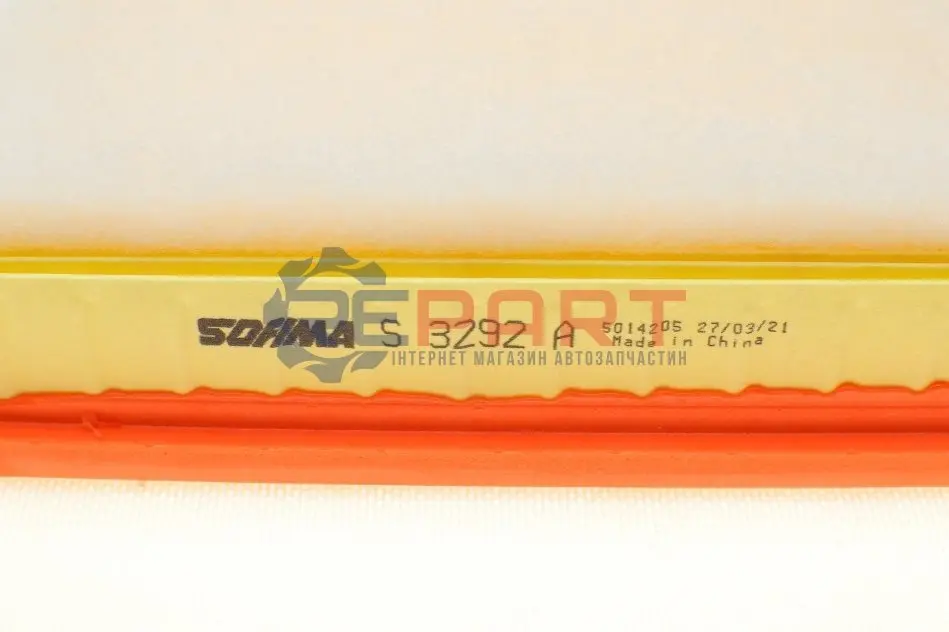 SOFIMA S 3292 A 5014205 27/03/21
Made in China
REPART
ІНТЕРНЕТ МАГАЗИН АВТОЗАПЧАСТИН